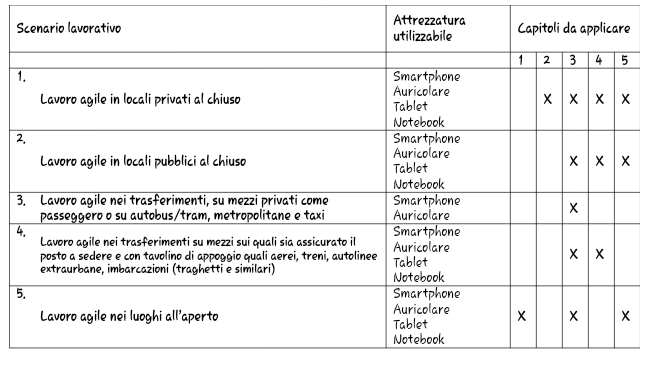 Scenario lavorativo
Attrezzatura
utilizzabile
Capitoli da applicare
1 2 3 4 5
1.
Lavoro agile in locali privati al chiuso
Smartphone
Auricolare
Tablet
Notebook
X X X X
2.
Lavoro agile in locali pubblici al chiuso
Smartphone
Auricolare
Tablet
Notebook
X X X
3. Lavoro agile nei trasferimenti, su mezzi privati come
passeggero o su autobus/tram, metropolitane e taxi
Smartphone
Auricolare
X
4.
Lavoro agile nei trasferimenti su mezzi sui quali sia assicurato il
posto a sedere e con tavolino di appoggio quali aerei, treni, autolinee
extraurbane, imbarcazioni (traghetti e similari)
Smartphone
Auricolare
Tablet
Notebook
X X
5.
Lavoro agile nei luoghi all'aperto
Smartphone
Auricolare
Tablet
Notebook
X X X